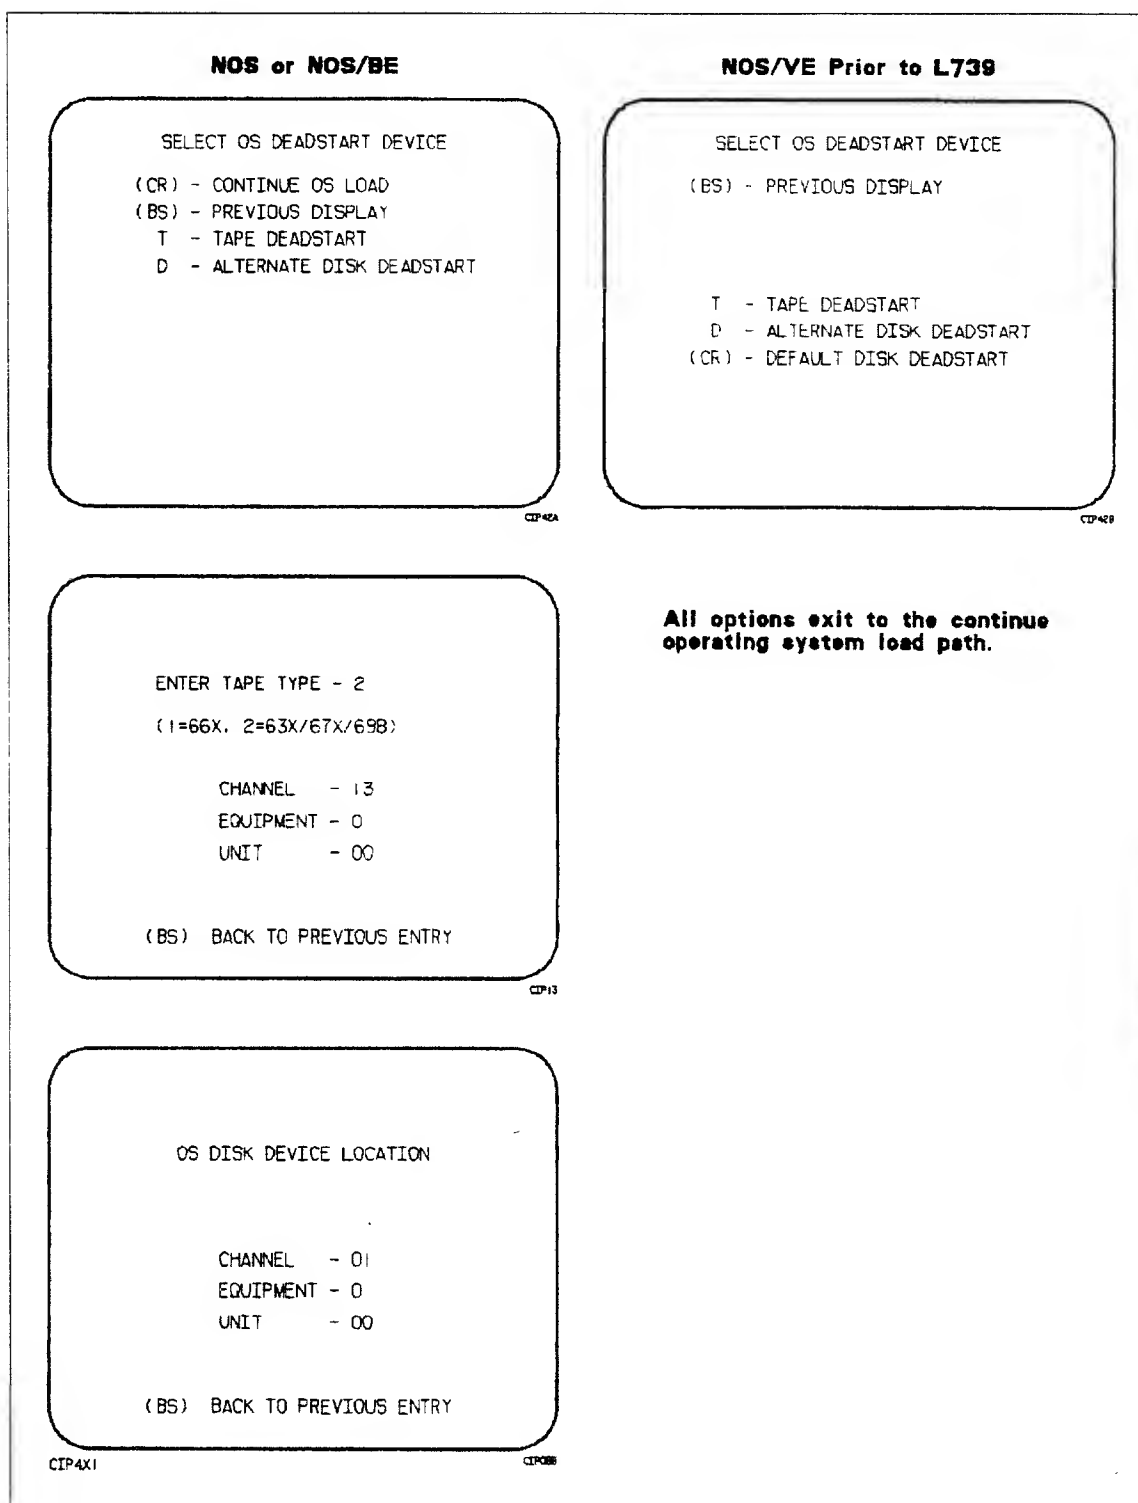 NOS or NOS/BE
SELECT OS DEADSTART DEVICE
(CR) - CONTINUE OS LOAD
(BS) - PREVIOUS DISPLAY
T - TAPE DEADSTART
D - ALTERNATE DISK DEADSTART
CIP42A
NOS/VE Prior to L739
SELECT OS DEADSTART DEVICE
(BS) - PREVIOUS DISPLAY
T - TAPE DEADSTART
D - ALTERNATE DISK DEADSTART
(CR) - DEFAULT DISK DEADSTART
CIP42B
ENTER TAPE TYPE - 2
(1=66X, 2=63X/67X/698)
CHANNEL - 13
EQUIPMENT - 0
UNIT - 00
(BS) BACK TO PREVIOUS ENTRY
CIP13
All options exit to the continue
operating system load path.
OS DISK DEVICE LOCATION
CHANNEL - 01
EQUIPMENT - 0
UNIT - 00
(BS) BACK TO PREVIOUS ENTRY
CIP4X1